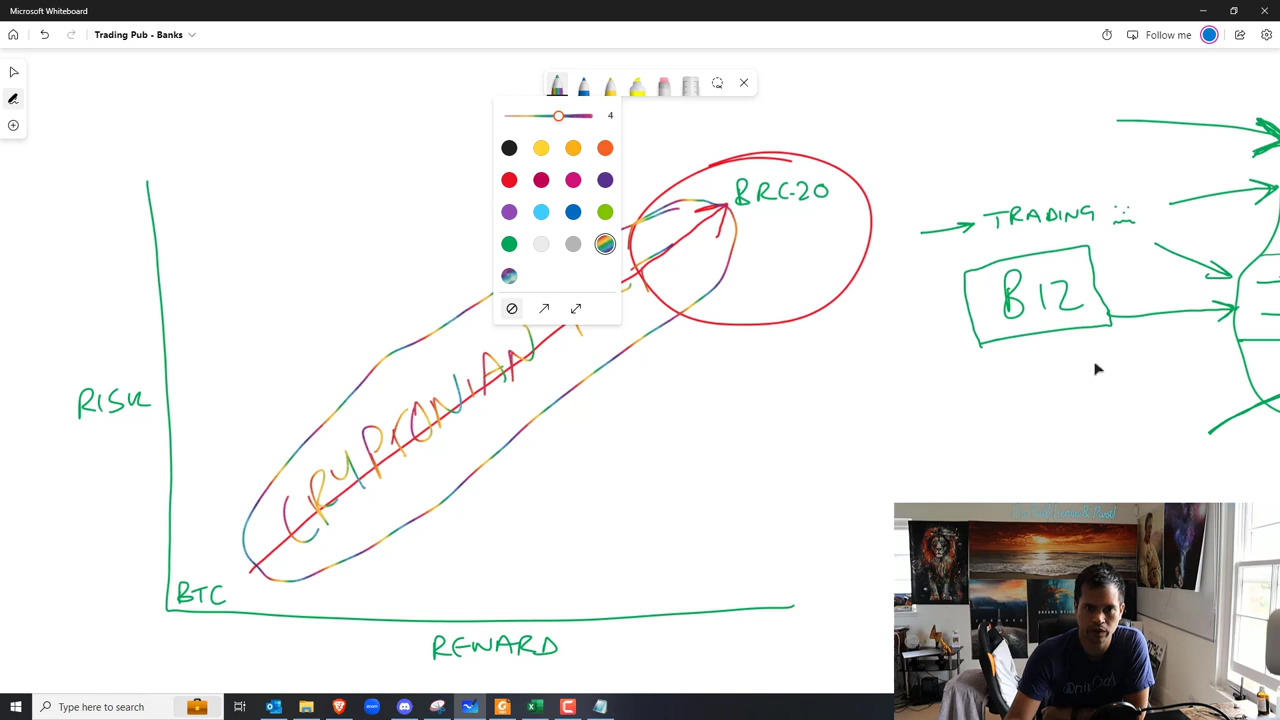 Microsoft Whiteboard
Trading Pub - Banks
Follow me
4
BRC-20
TRADING
B12
RISK
CRYPTONIAN
BTC
REWARD
Type here to search